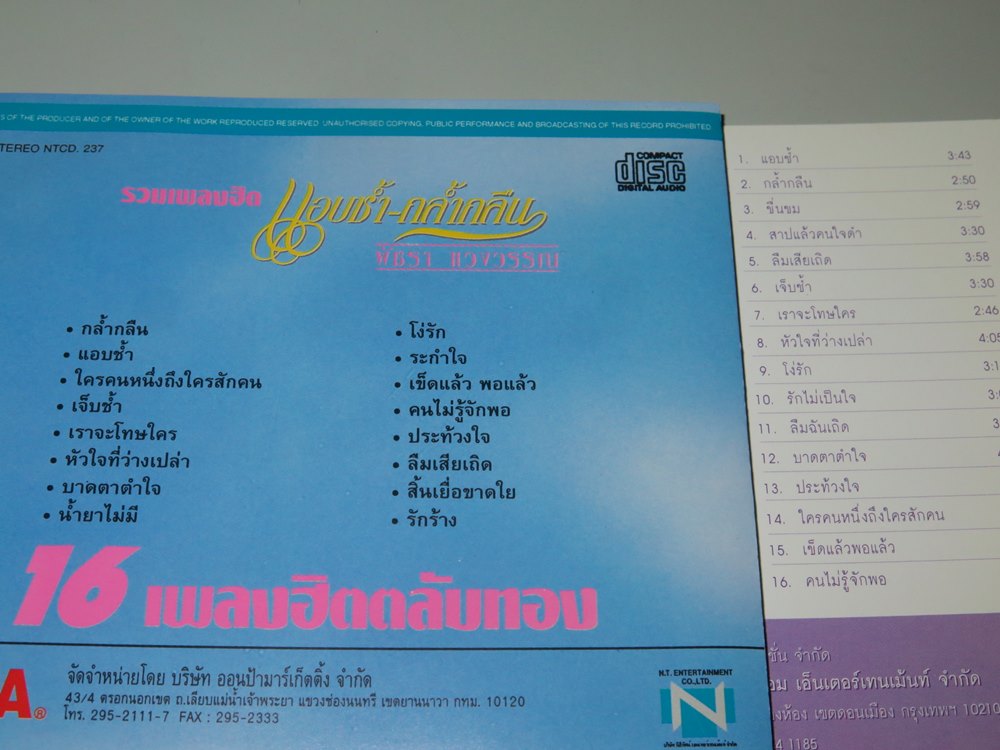 S OF THE PRODUCER AND OF THE OWNER OF THE WORK REPRODUCED RESERVED UNAUTHORISED COPYING, PUBLIC PERFORMANCE AND BROADCASTING OF THIS RECORD PROHIBITED
TEREO NTCD. 237
COMPACT
disc
DIGITAL AUDIO
รวมเพลงฮิต
แอบช้ำ-กล้ำกลืน
พัชรา แวงวรรณ
• กล้ำกลืน
• แอบช้ำ
• ใครคนหนึ่งถึงใครสักคน
• เจ็บช้ำ
• เราจะโทษใคร
• หัวใจที่ว่างเปล่า
• บาดตาตำใจ
• น้ำยาไม่มี
• โง่รัก
• ระกำใจ
• เข็ดแล้ว พอแล้ว
• คนไม่รู้จักพอ
• ประท้วงใจ
• ลืมเสียเถิด
• สิ้นเยื่อขาดใย
• รักร้าง
16 เพลงฮิตตลับทอง
A®
จัดจำหน่ายโดย บริษัท ออนป้ามาร์เก็ตติ้ง จำกัด
43/4 ตรอกนอกเขต ถ.เลียบแม่น้ำเจ้าพระยา แขวงช่องนนทรี เขตยานนาวา กทม. 10120
โทร. 295-2111-7 FAX : 295-2333
N.T. ENTERTAINMENT
CO.,LTD.
N
1. แอบช้ำ 3:43
2. กล้ำกลืน 2:50
3. ขื่นขม 2:59
4. สาปแล้วคนใจดำ 3:30
5. ลืมเสียเถิด 3:58
6. เจ็บช้ำ 3:30
7. เราจะโทษใคร 2:46
8. หัวใจที่ว่างเปล่า 4:05
9. โง่รัก 3:1
10. รักไม่เป็นใจ 3:
11. ลืมฉันเถิด 3
12. บาดตาตำใจ
13. ประท้วงใจ
14. ใครคนหนึ่งถึงใครสักคน
15. เข็ดแล้วพอแล้ว
16. คนไม่รู้จักพอ
ชั่น จำกัด
อม เอ็นเตอร์เทนเม้นท์ จำกัด
งห้อง เขตดอนเมือง กรุงเทพฯ 10210
4 1185